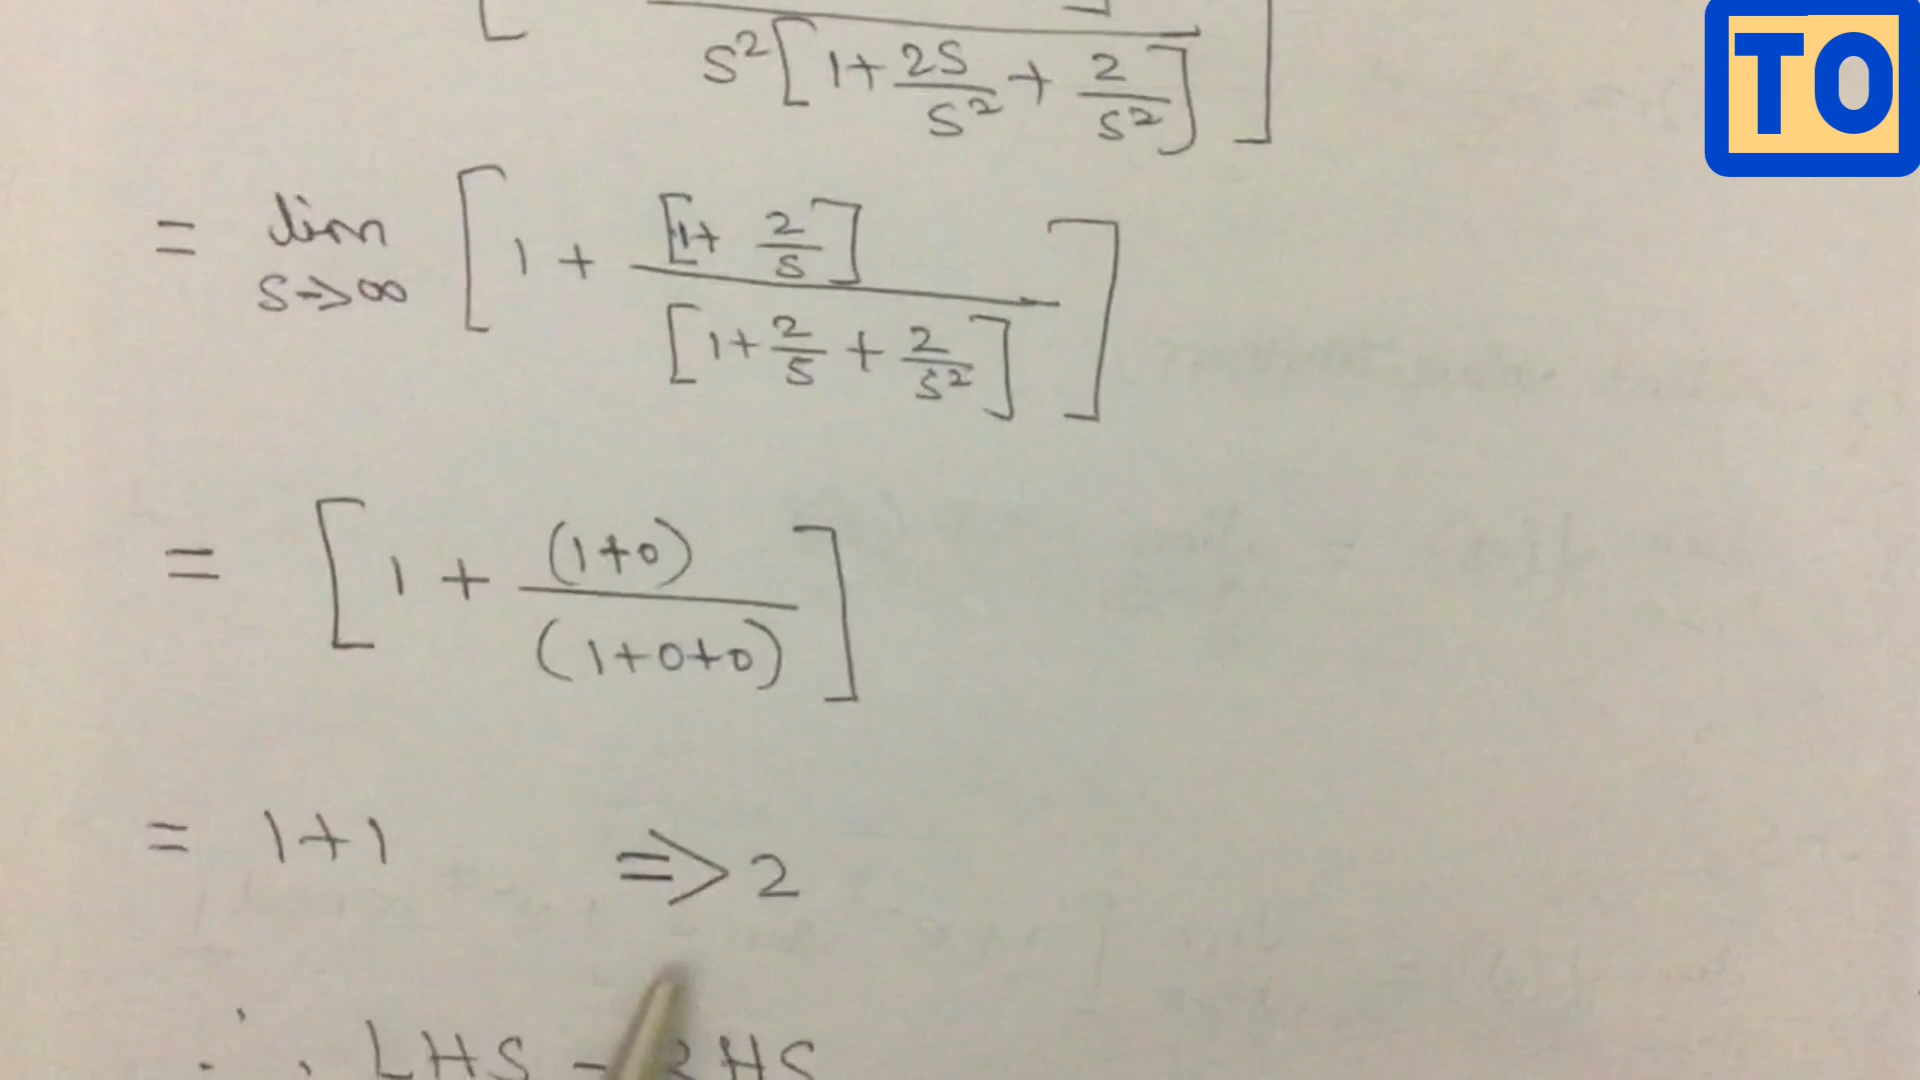 TO
S²[1+2S/S² + 2/S²]]
= lim S->∞ [1 + [1+ 2/S] / [1+2/S + 2/S²]]
= [1 + (1+0)/(1+0+0)]
= 1+1 => 2
∴ LHS = RHS